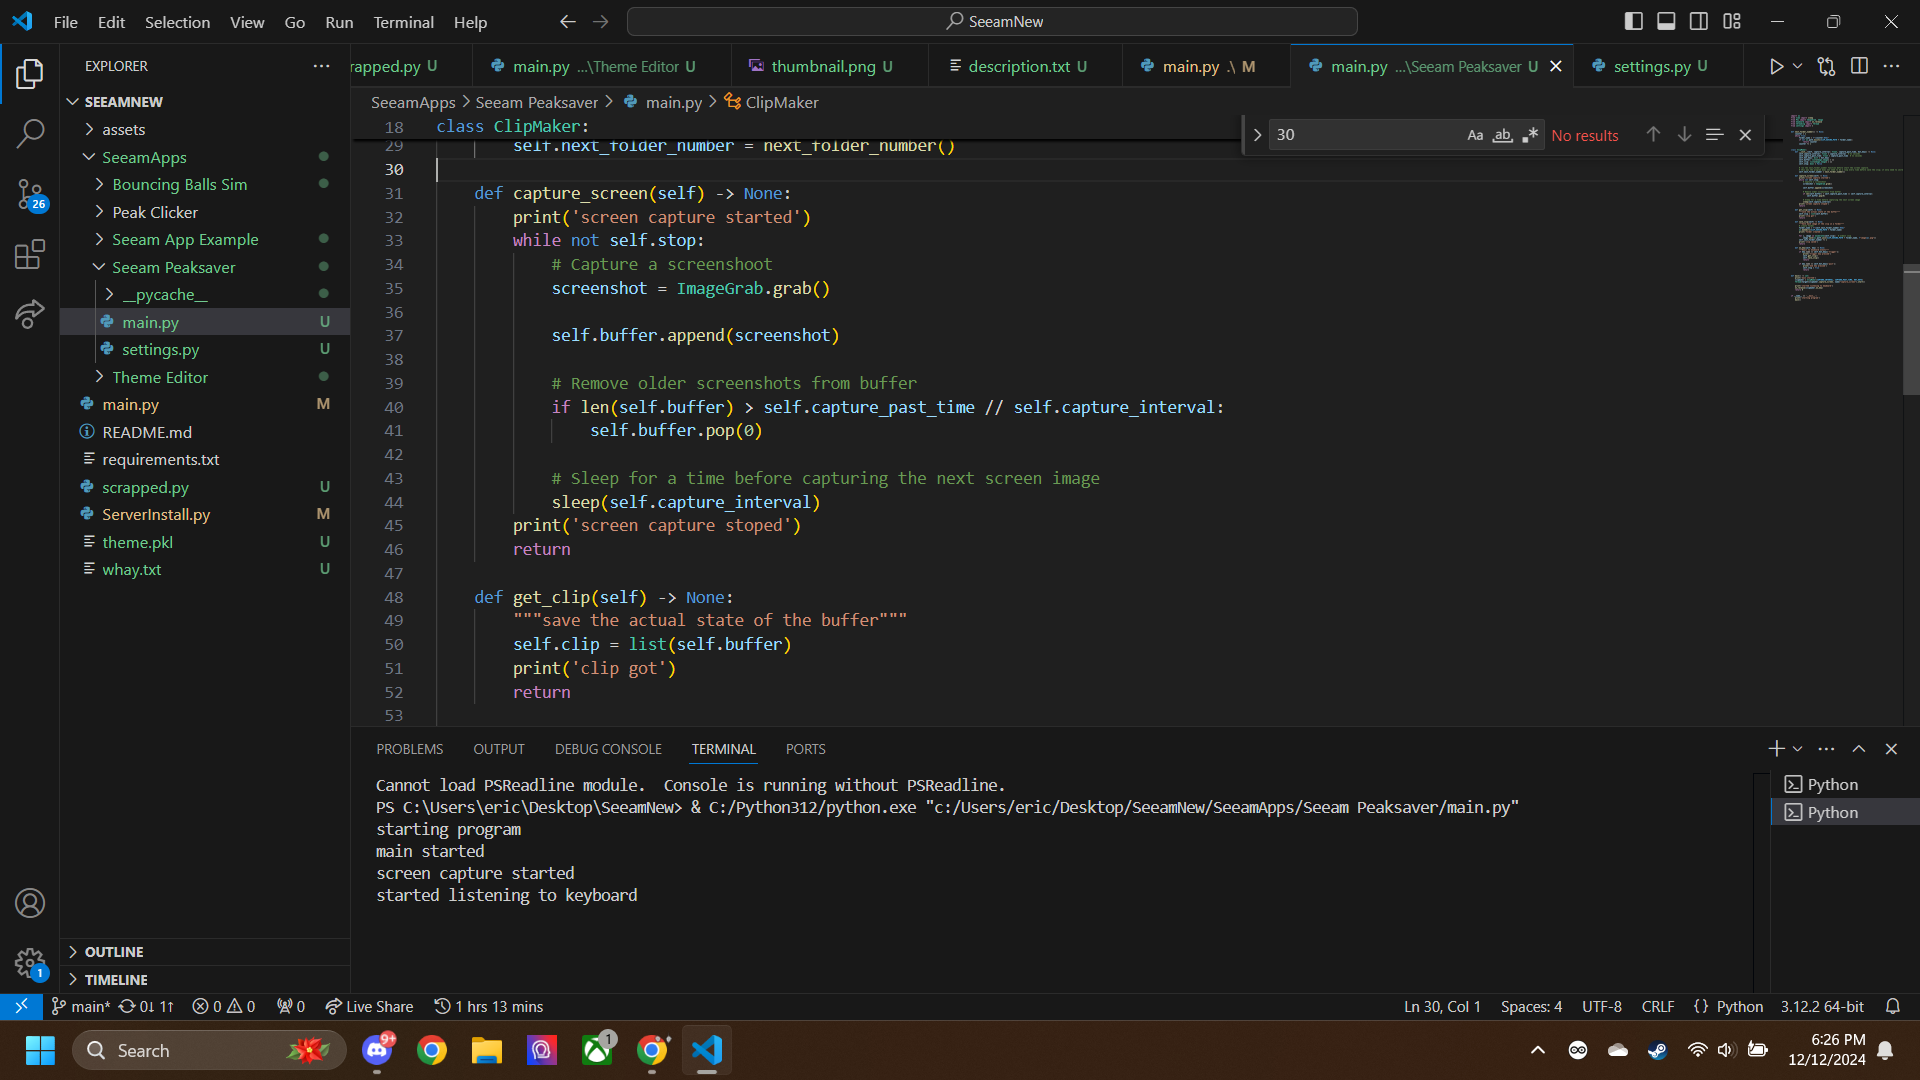 File Edit Selection View Go Run Terminal Help
SeeamNew
EXPLORER
SEEAMNEW
assets
SeeamApps
Bouncing Balls Sim
Peak Clicker
Seeam App Example
Seeam Peaksaver
__pycache__
main.py U
settings.py U
Theme Editor
main.py M
README.md
requirements.txt
scrapped.py U
ServerInstall.py M
theme.pkl U
whay.txt U
OUTLINE
TIMELINE
26
1
rapped.py U
main.py ...\Theme Editor U
thumbnail.png U
description.txt U
main.py .\ M
main.py ...\Seeam Peaksaver U
settings.py U
SeeamApps > Seeam Peaksaver > main.py > ClipMaker
30 Aa ab No results
18 class ClipMaker:
29 self.next_folder_number = next_folder_number()
30
31 def capture_screen(self) -> None:
32 print('screen capture started')
33 while not self.stop:
34 # Capture a screenshoot
35 screenshot = ImageGrab.grab()
36
37 self.buffer.append(screenshot)
38
39 # Remove older screenshots from buffer
40 if len(self.buffer) > self.capture_past_time // self.capture_interval:
41 self.buffer.pop(0)
42
43 # Sleep for a time before capturing the next screen image
44 sleep(self.capture_interval)
45 print('screen capture stoped')
46 return
47
48 def get_clip(self) -> None:
49 """save the actual state of the buffer"""
50 self.clip = list(self.buffer)
51 print('clip got')
52 return
53
PROBLEMS OUTPUT DEBUG CONSOLE TERMINAL PORTS
Cannot load PSReadline module.  Console is running without PSReadline.
PS C:\Users\eric\Desktop\SeeamNew> & C:/Python312/python.exe "c:/Users/eric/Desktop/SeeamNew/SeeamApps/Seeam Peaksaver/main.py"
starting program
main started
screen capture started
started listening to keyboard
Python
Python
main* 0↓ 1↑ 0 0 0 Live Share 1 hrs 13 mins
Ln 30, Col 1 Spaces: 4 UTF-8 CRLF {} Python 3.12.2 64-bit
Search
9+
1
6:26 PM
12/12/2024